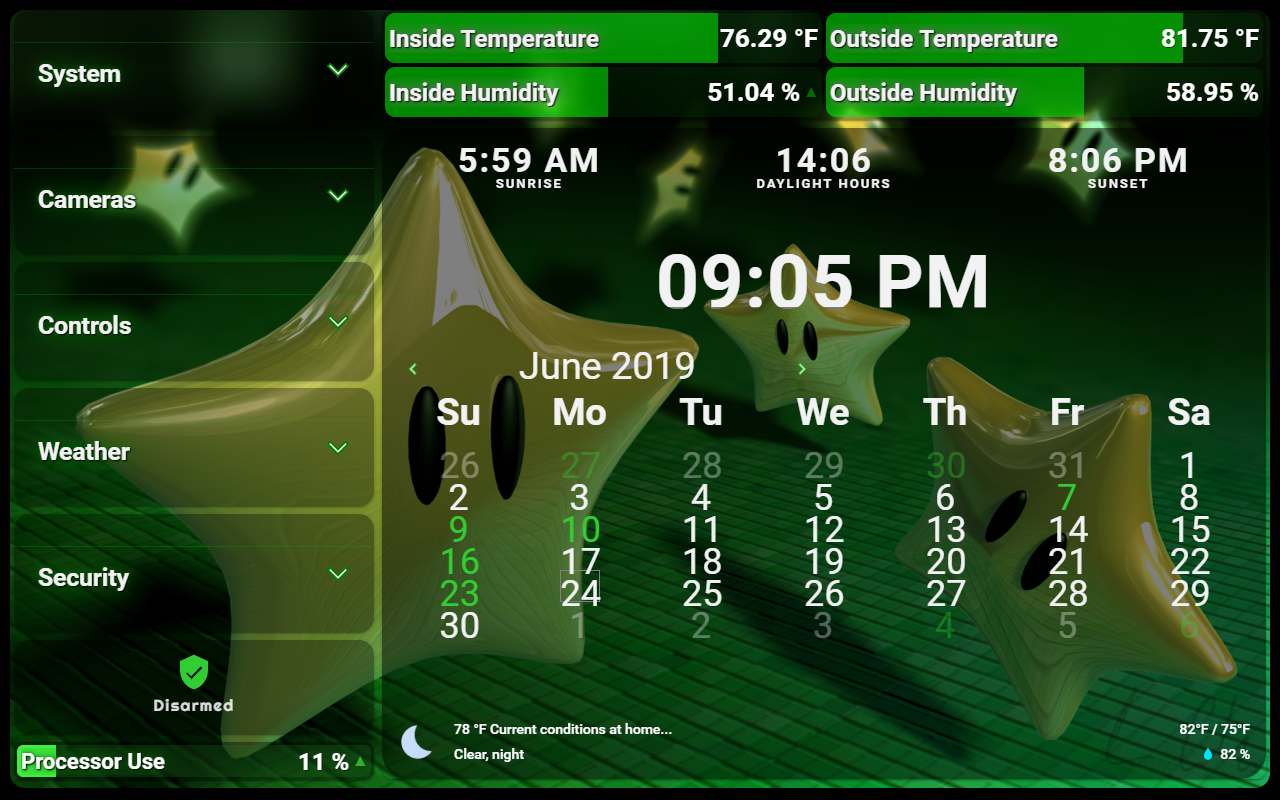 System
Cameras
Controls
Weather
Security
Disarmed
Processor Use 11 %
Inside Temperature 76.29 °F
Outside Temperature 81.75 °F
Inside Humidity 51.04 %
Outside Humidity 58.95 %
5:59 AM 14:06 8:06 PM
SUNRISE DAYLIGHT HOURS SUNSET
09:05 PM
June 2019
Su Mo Tu We Th Fr Sa
26 27 28 29 30 31 1
2 3 4 5 6 7 8
9 10 11 12 13 14 15
16 17 18 19 20 21 22
23 24 25 26 27 28 29
30 1 2 3 4 5 6
78 °F Current conditions at home... 82°F / 75°F
Clear, night 82 %